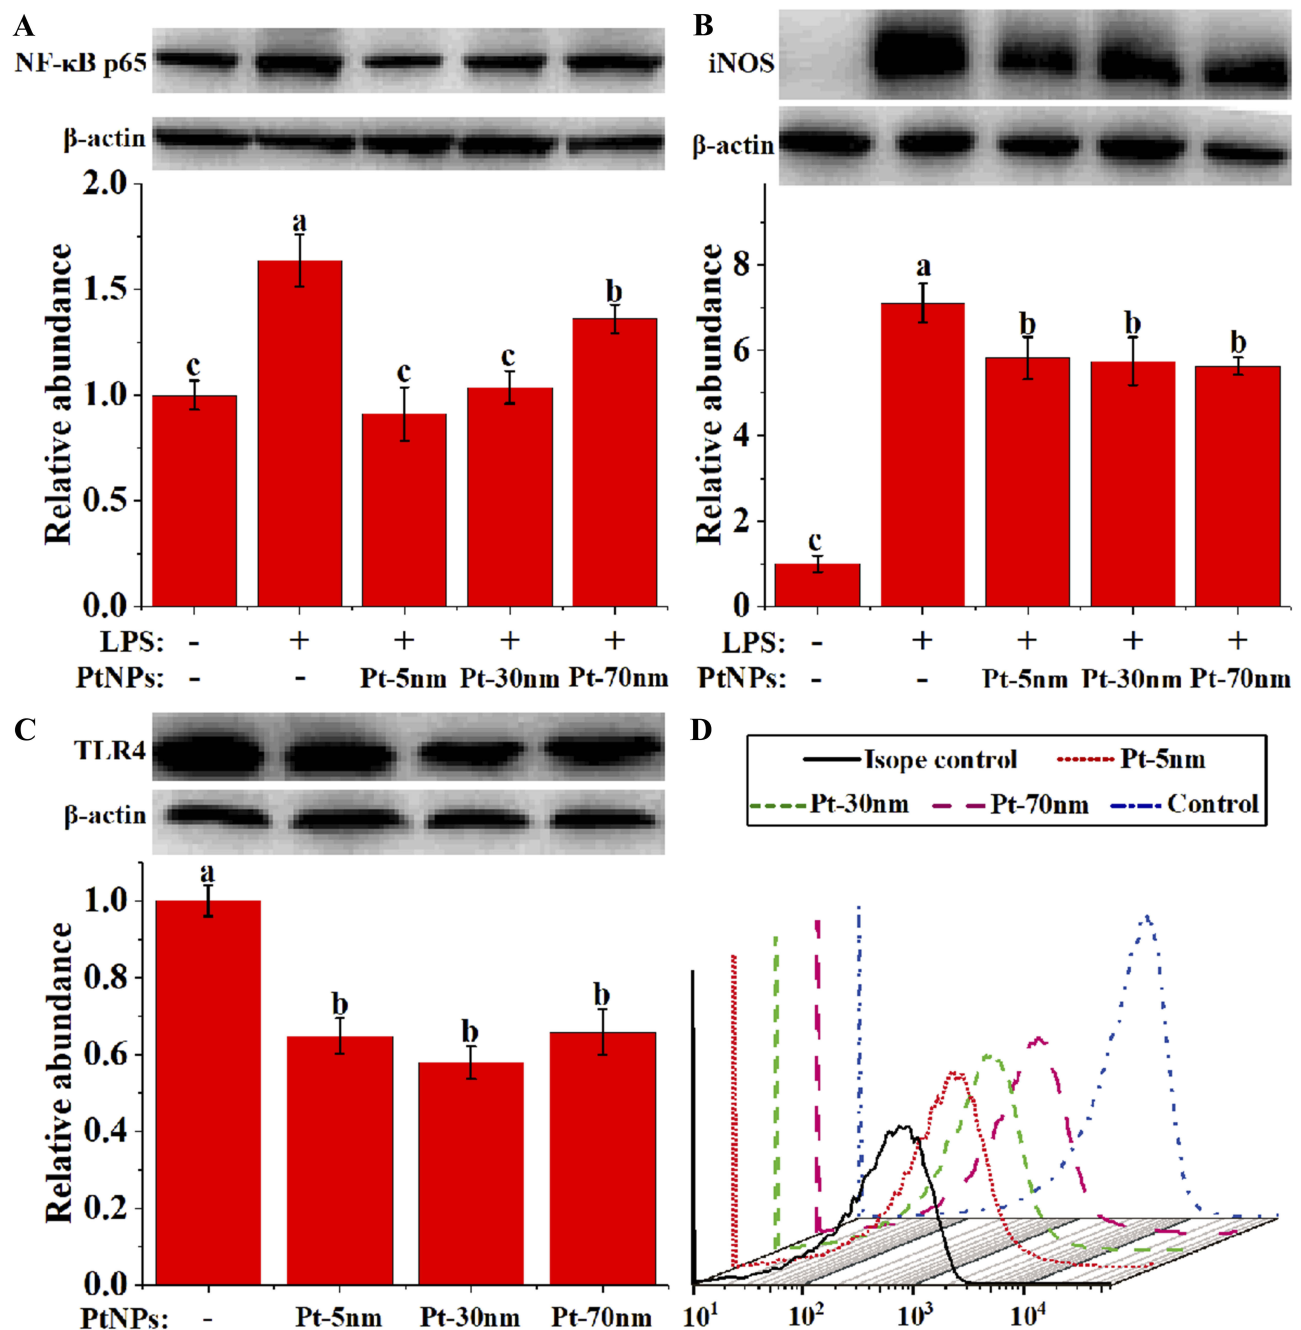 A
NF-κB p65
β-actin
2.0
1.5
1.0
0.5
0.0
Relative abundance
c
a
c
c
b
LPS: - + + + +
PtNPs: - - Pt-5nm Pt-30nm Pt-70nm
B
iNOS
β-actin
8
6
4
2
0
Relative abundance
c
a
b
b
b
LPS: - + + + +
PtNPs: - - Pt-5nm Pt-30nm Pt-70nm
C
TLR4
β-actin
1.0
0.8
0.6
0.4
0.2
0.0
Relative abundance
a
b
b
b
PtNPs: - Pt-5nm Pt-30nm Pt-70nm
D
Isope control Pt-5nm
Pt-30nm Pt-70nm Control
10¹ 10² 10³ 10⁴